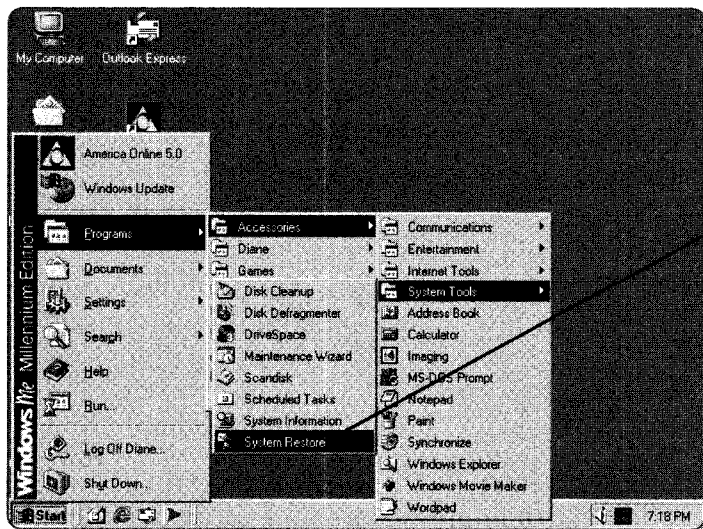 My Computer
Outlook Express
America Online 5.0
Windows Update
Programs
Documents
Settings
Search
Help
Run...
Log Off Diane...
Shut Down...
Windows Me Millennium Edition
Accessories
Diane
Games
Disk Cleanup
Disk Defragmenter
DriveSpace
Maintenance Wizard
Scandisk
Scheduled Tasks
System Information
System Restore
Communications
Entertainment
Internet Tools
System Tools
Address Book
Calculator
Imaging
MS-DOS Prompt
Notepad
Paint
Synchronize
Windows Explorer
Windows Movie Maker
Wordpad
Start
7:18 PM